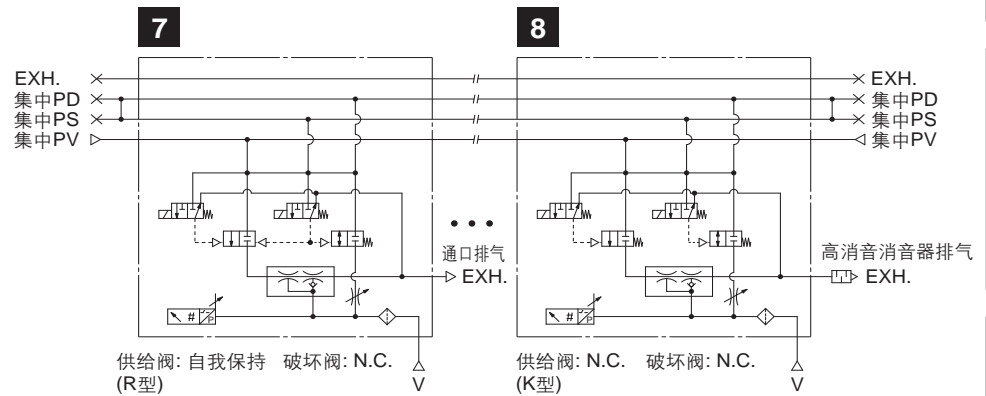 7
8
EXH.
集中PD
集中PS
集中PV
EXH.
集中PD
集中PS
集中PV
通口排气
EXH.
高消音消音器排气
EXH.
# P
# P
供给阀: 自我保持 破坏阀: N.C.
(R型)
V
供给阀: N.C. 破坏阀: N.C.
(K型)
V